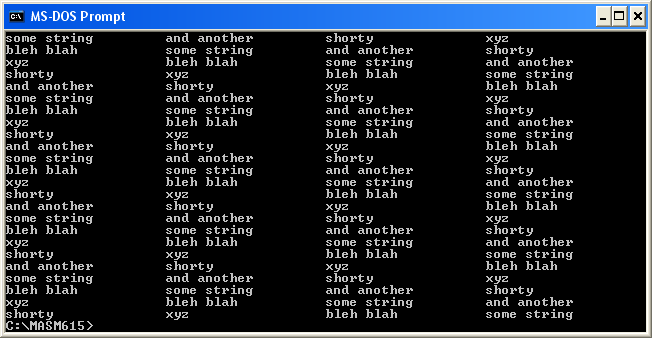 MS-DOS Prompt
some string and another shorty xyz
bleh blah some string and another shorty
xyz bleh blah some string and another
shorty xyz bleh blah some string
and another shorty xyz bleh blah
some string and another shorty xyz
bleh blah some string and another shorty
xyz bleh blah some string and another
shorty xyz bleh blah some string
and another shorty xyz bleh blah
some string and another shorty xyz
bleh blah some string and another shorty
xyz bleh blah some string and another
shorty xyz bleh blah some string
and another shorty xyz bleh blah
some string and another shorty xyz
bleh blah some string and another shorty
xyz bleh blah some string and another
shorty xyz bleh blah some string
and another shorty xyz bleh blah
some string and another shorty xyz
bleh blah some string and another shorty
xyz bleh blah some string and another
shorty xyz bleh blah some string
C:\MASM615>